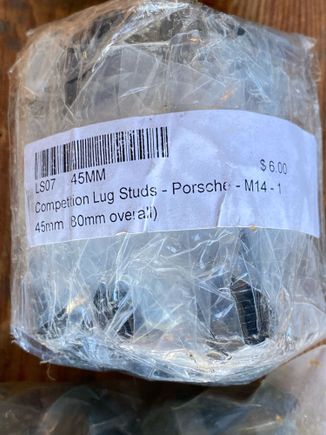 LS07 45MM
$ 6.00
Competition Lug Studs - Porsche - M14 - 1
45mm (80mm overall)